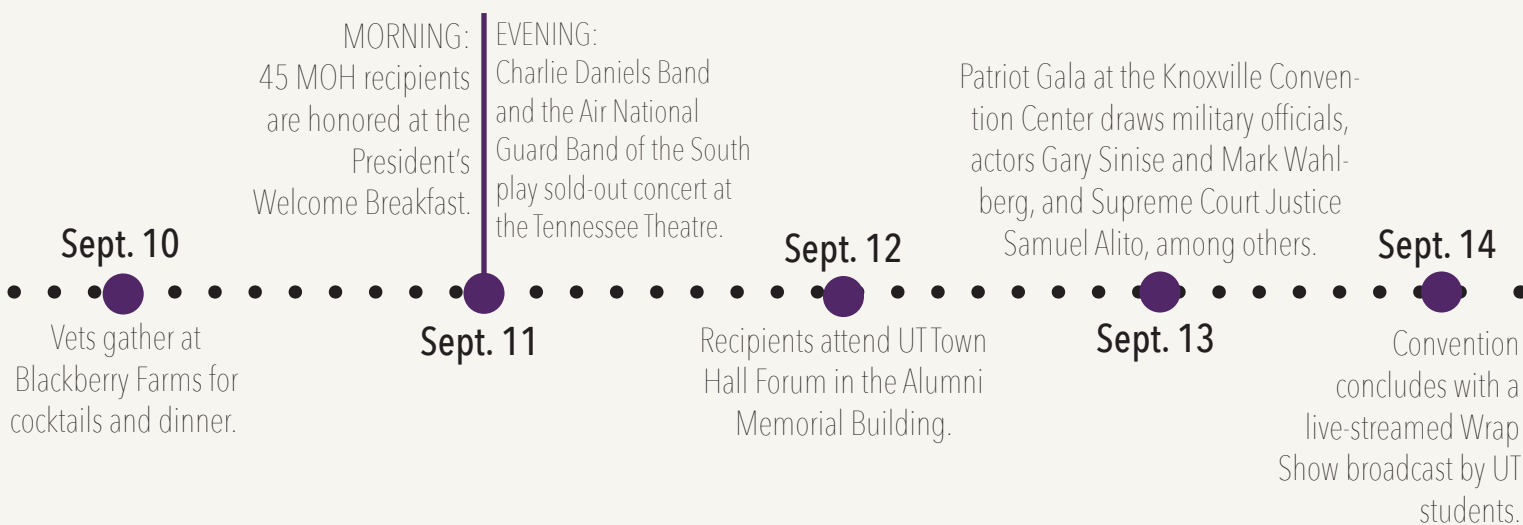 Sept. 10
Vets gather at
Blackberry Farms for
cocktails and dinner.
MORNING:
45 MOH recipients
are honored at the
President’s
Welcome Breakfast.
EVENING:
Charlie Daniels Band
and the Air National
Guard Band of the South
play sold-out concert at
the Tennessee Theatre.
Sept. 11
Sept. 12
Recipients attend UT Town
Hall Forum in the Alumni
Memorial Building.
Patriot Gala at the Knoxville Conven-
tion Center draws military officials,
actors Gary Sinise and Mark Wahl-
berg, and Supreme Court Justice
Samuel Alito, among others.
Sept. 13
Sept. 14
Convention
concludes with a
live-streamed Wrap
Show broadcast by UT
students.